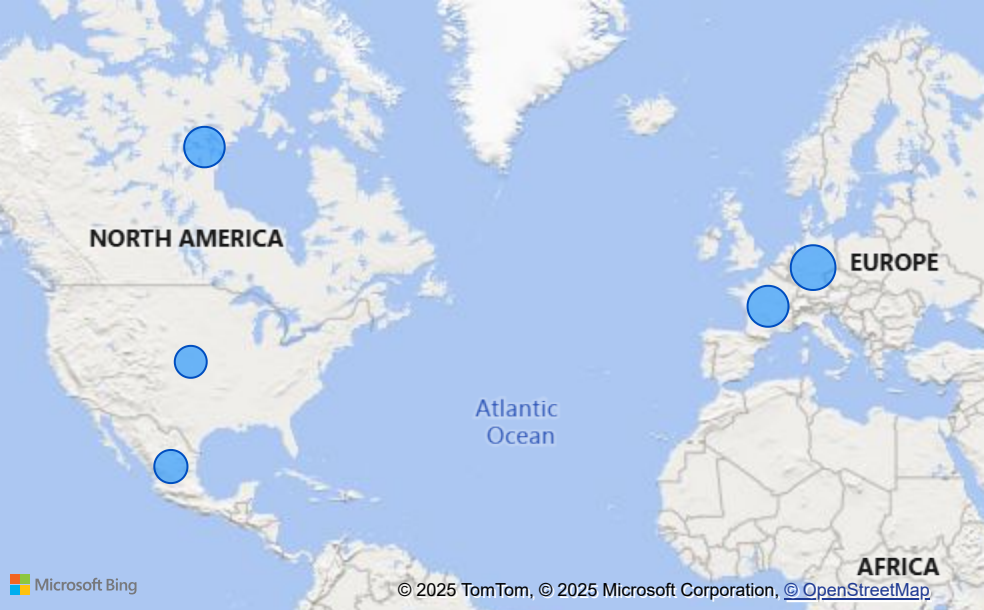 NORTH AMERICA
EUROPE
Atlantic
Ocean
AFRICA
Microsoft Bing
© 2025 TomTom, © 2025 Microsoft Corporation, © OpenStreetMap